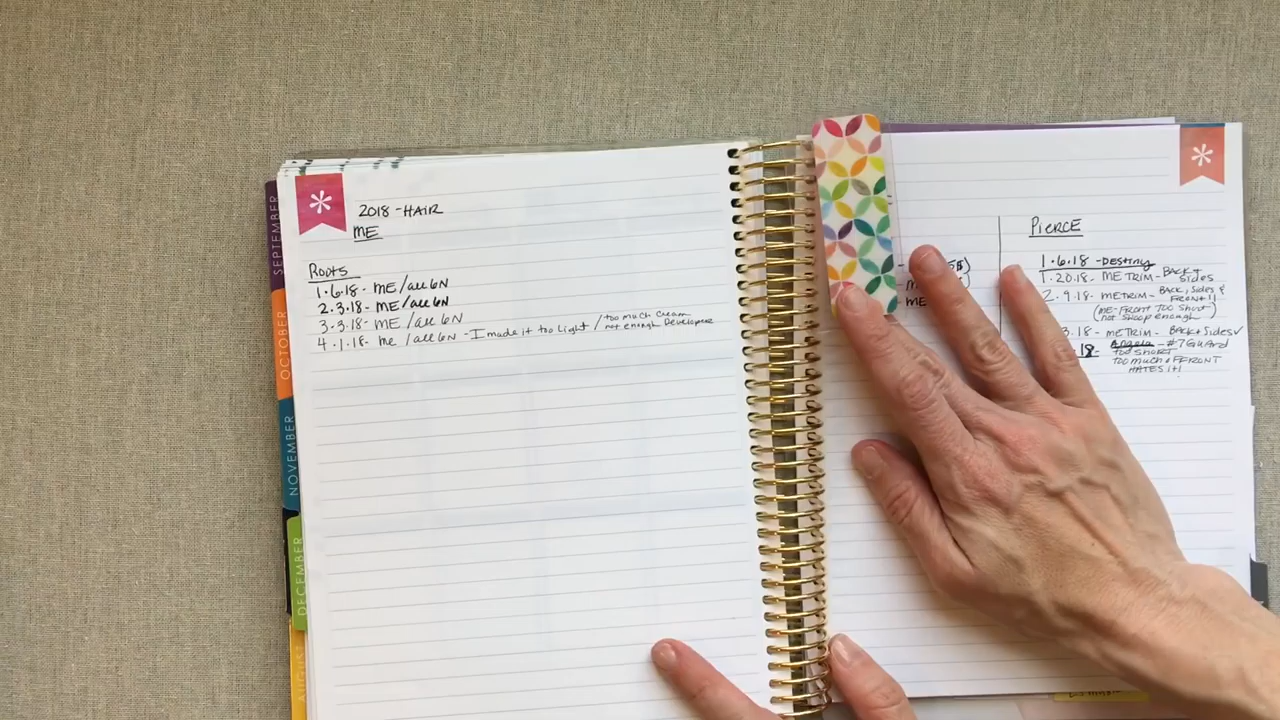 SEPTEMBER
OCTOBER
NOVEMBER
DECEMBER
AUGUST
2018 - HAIR
ME
Roots
1.6.18 - ME/all 6N
2.3.18 - ME/all 6N
3.3.18 - ME/all 6N
4.1.18 - me/all 6N - I made it too light / too much cream
not enough developer
5B)
ME
PIERCE
1.6.18 - DESTINY
1.20.18 - ME TRIM - BACK +
SIDES
2.9.18 - ME TRIM - BACK, SIDES &
FRONT!!
(ME - FRONT TOO SHORT)
not SHORT enough
3.18 - ME TRIM - BACK + SIDES √
.18 - Angela - #7 GUARD
too SHORT
TOO MUCH OFF FRONT
HATES IT!